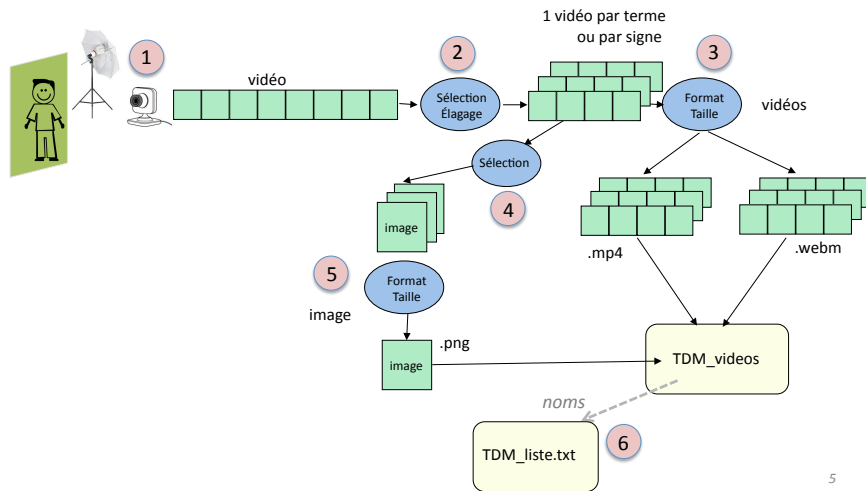 1
vidéo
2
Sélection
Élagage
1 vidéo par terme
ou par signe
3
Format
Taille
vidéos
Sélection
4
image
.mp4
.webm
5
Format
Taille
image
.png
image
TDM_videos
noms
TDM_liste.txt
6
5